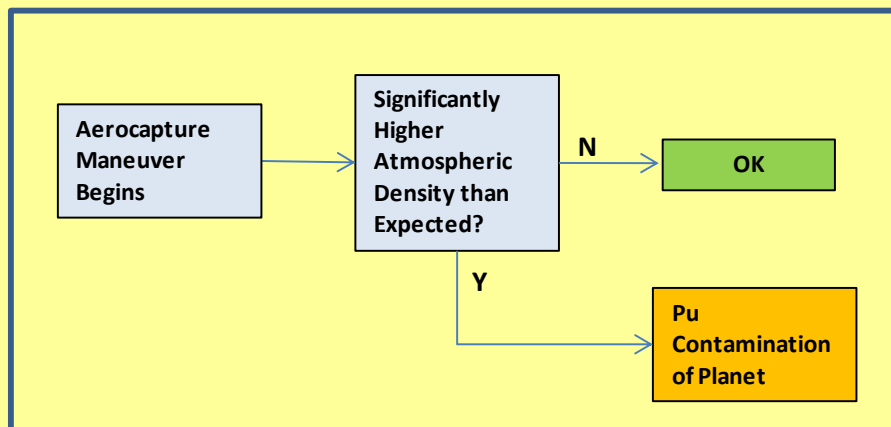 Aerocapture
Maneuver
Begins
Significantly
Higher
Atmospheric
Density than
Expected?
N
OK
Y
Pu
Contamination
of Planet